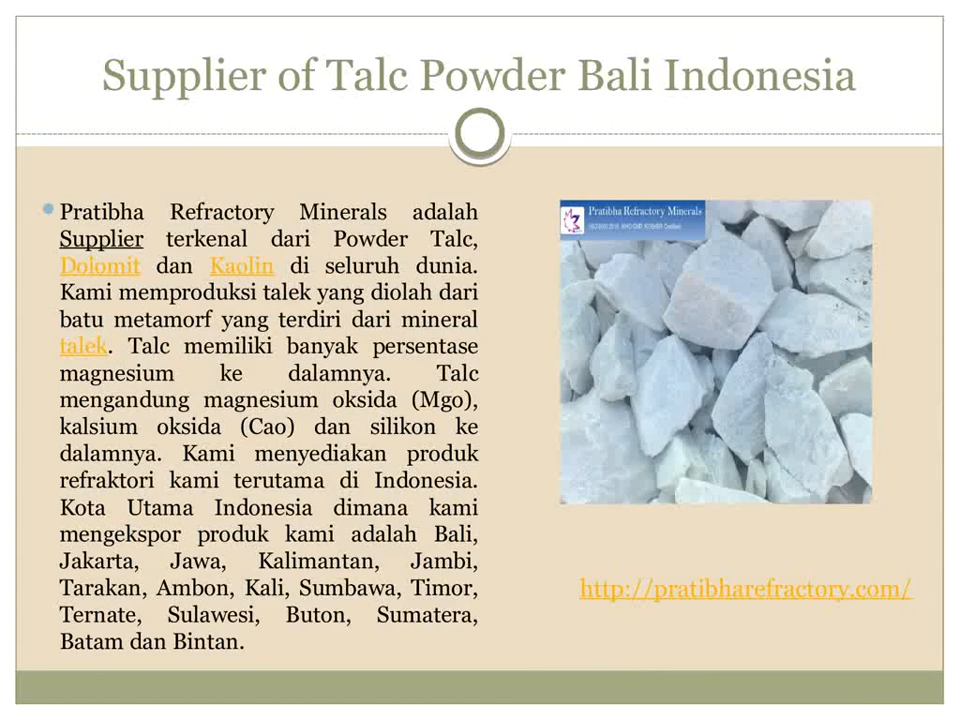 Supplier of Talc Powder Bali Indonesia
Pratibha Refractory Minerals adalah
Supplier terkenal dari Powder Talc,
Dolomit dan Kaolin di seluruh dunia.
Kami memproduksi talek yang diolah dari
batu metamorf yang terdiri dari mineral
talek. Talc memiliki banyak persentase
magnesium ke dalamnya. Talc
mengandung magnesium oksida (Mgo),
kalsium oksida (Cao) dan silikon ke
dalamnya. Kami menyediakan produk
refraktori kami terutama di Indonesia.
Kota Utama Indonesia dimana kami
mengekspor produk kami adalah Bali,
Jakarta, Jawa, Kalimantan, Jambi,
Tarakan, Ambon, Kali, Sumbawa, Timor,
Ternate, Sulawesi, Buton, Sumatera,
Batam dan Bintan.
Pratibha Refractory Minerals
http://pratibharefractory.com/